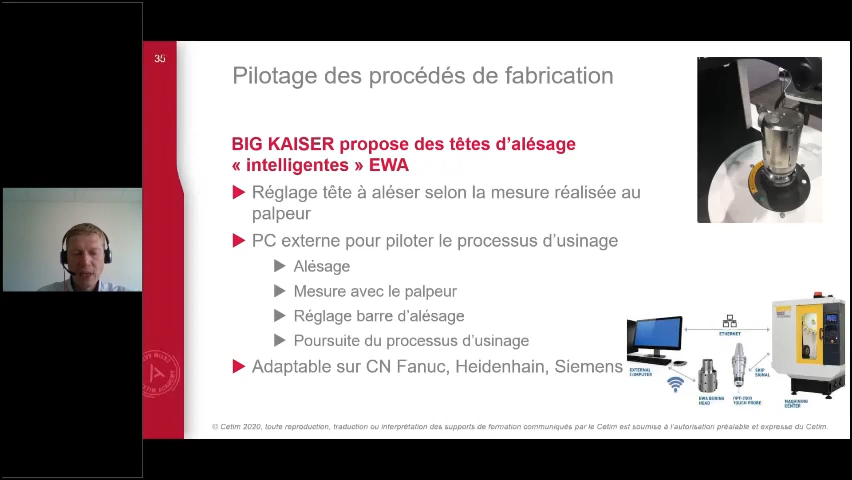 35
Pilotage des procédés de fabrication
BIG KAISER propose des têtes d'alésage
« intelligentes » EWA
Réglage tête à aléser selon la mesure réalisée au
palpeur
PC externe pour piloter le processus d'usinage
Alésage
Mesure avec le palpeur
Réglage barre d'alésage
Poursuite du processus d'usinage
Adaptable sur CN Fanuc, Heidenhain, Siemens
ETHERNET
EXTERNAL
COMPUTER
SKIP
SIGNAL
EWA BORING
HEAD
TOUCH PROBE
MACHINING
CENTER
© Cetim 2020, toute reproduction, traduction ou interprétation des supports de formation communiqués par le Cetim est soumise à l'autorisation préalable et expresse du Cetim.